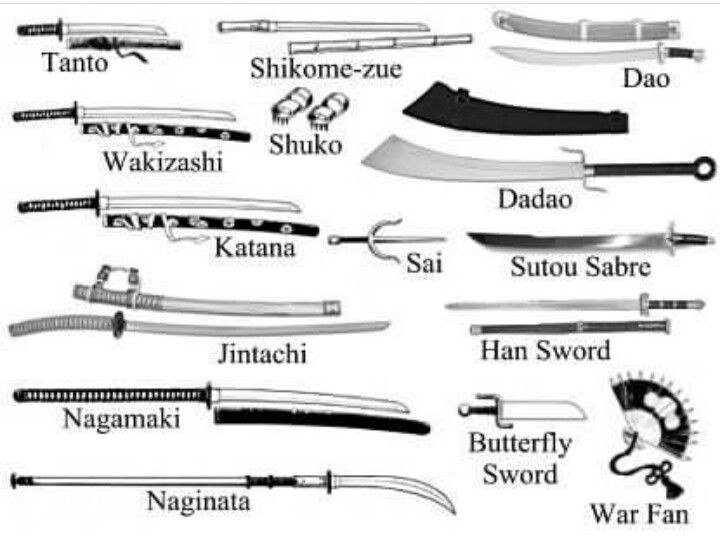 Tanto
Shikome-zue
Dao
Wakizashi
Shuko
Dadao
Katana
Sai
Sutou Sabre
Jintachi
Han Sword
Nagamaki
Butterfly
Sword
Naginata
War Fan